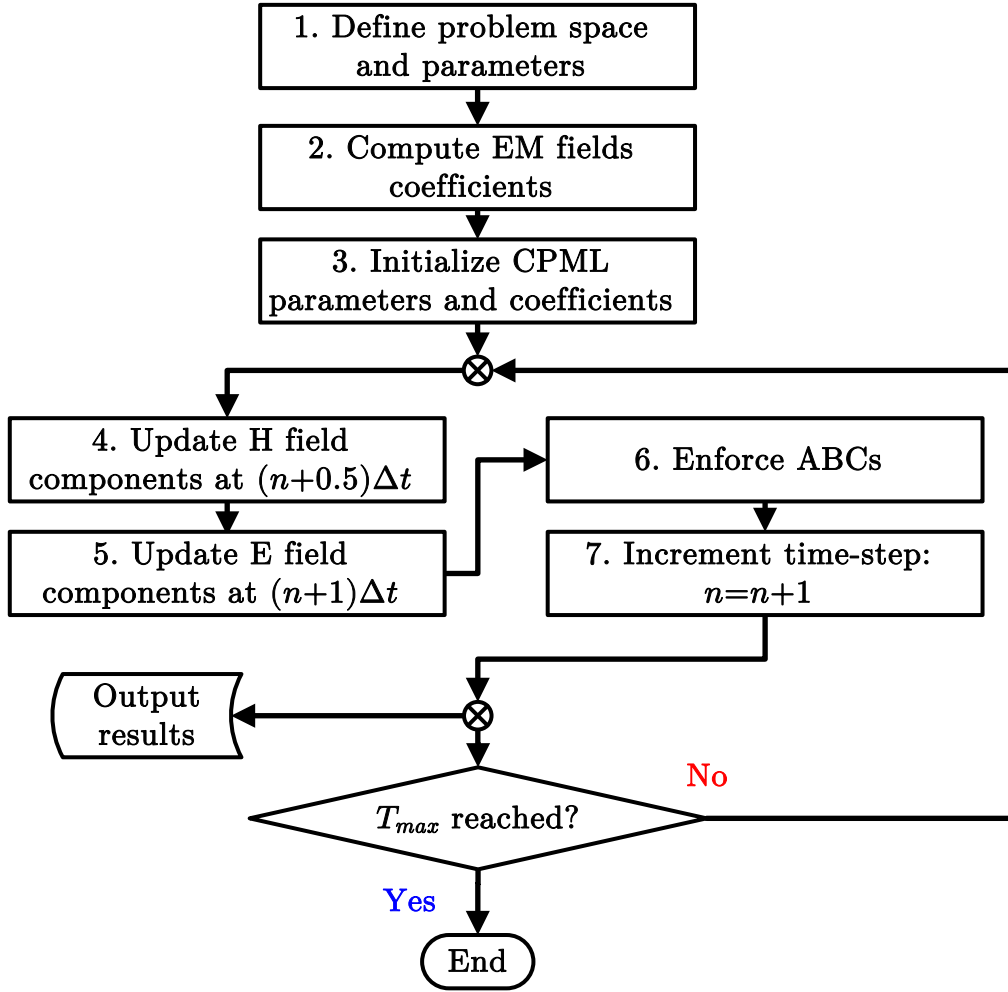 1. Define problem space
and parameters
2. Compute EM fields
coefficients
3. Initialize CPML
parameters and coefficients
4. Update H field
components at (n+0.5)Δt
5. Update E field
components at (n+1)Δt
6. Enforce ABCs
7. Increment time-step:
n=n+1
Output
results
T_max reached?
No
Yes
End